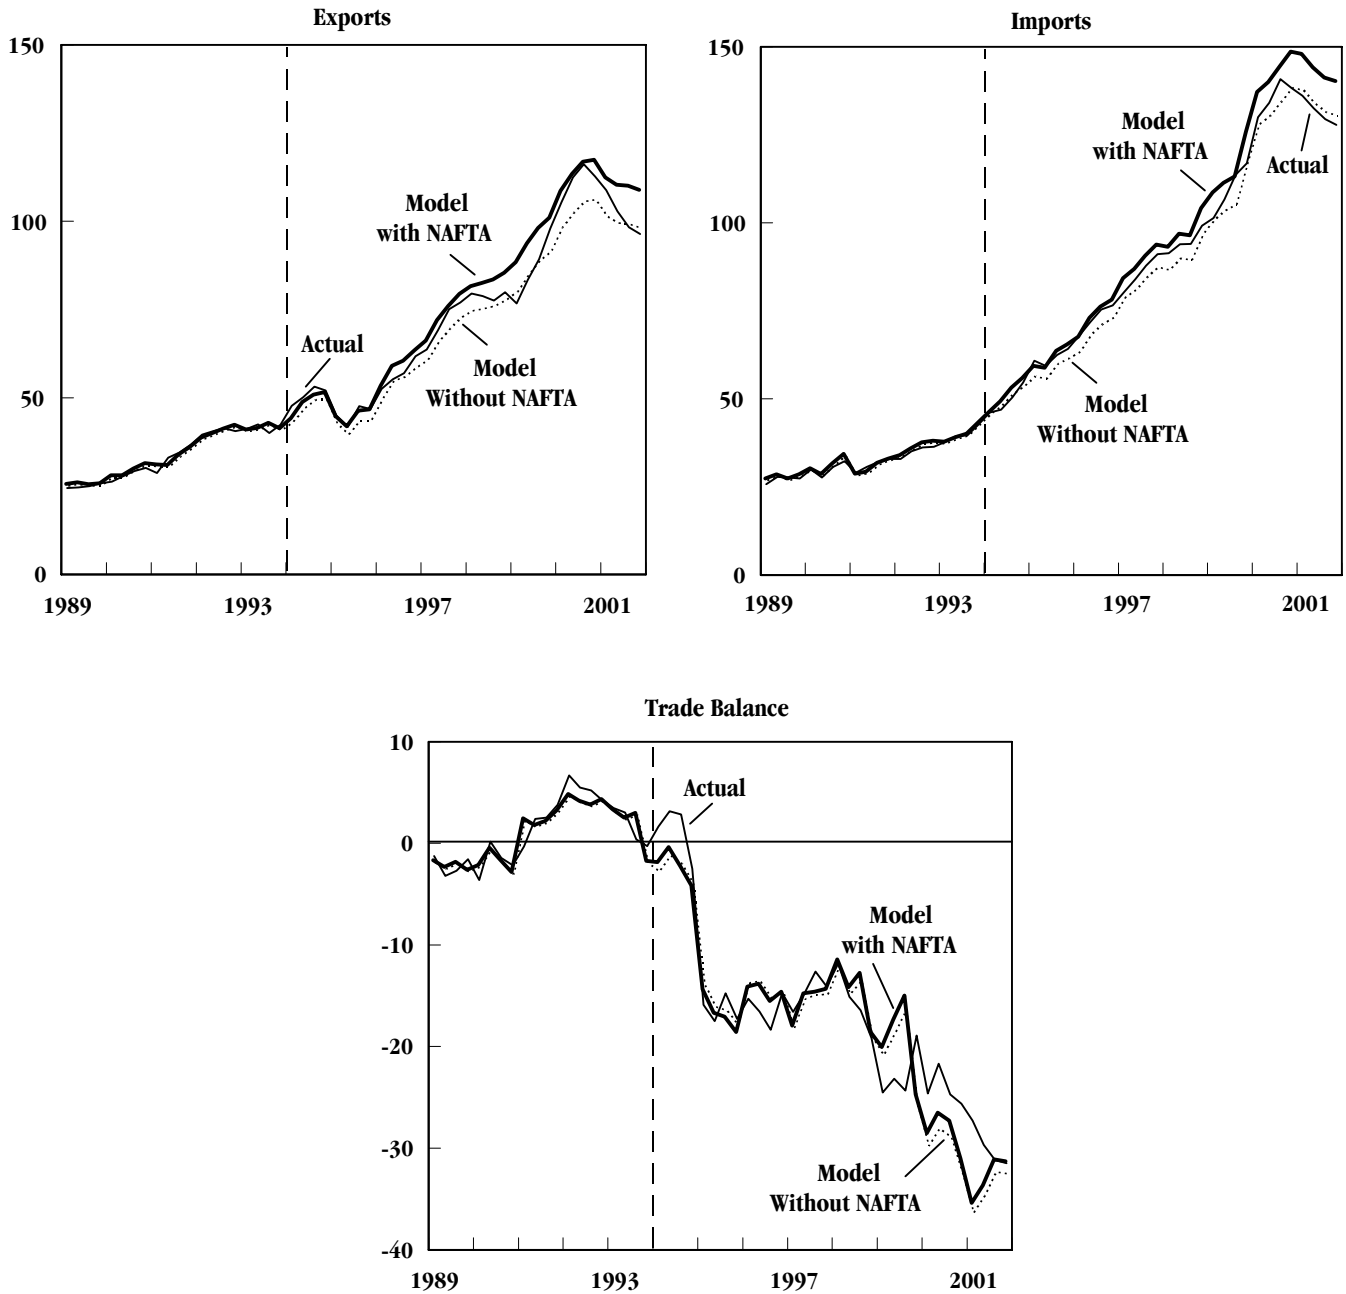 Exports
150
100
50
0
Model
with NAFTA
Actual
Model
Without NAFTA
1989
1993
1997
2001
Imports
150
100
50
0
Model
with NAFTA
Actual
Model
Without NAFTA
1989
1993
1997
2001
Trade Balance
10
0
-10
-20
-30
-40
Actual
Model
with NAFTA
Model
Without NAFTA
1989
1993
1997
2001